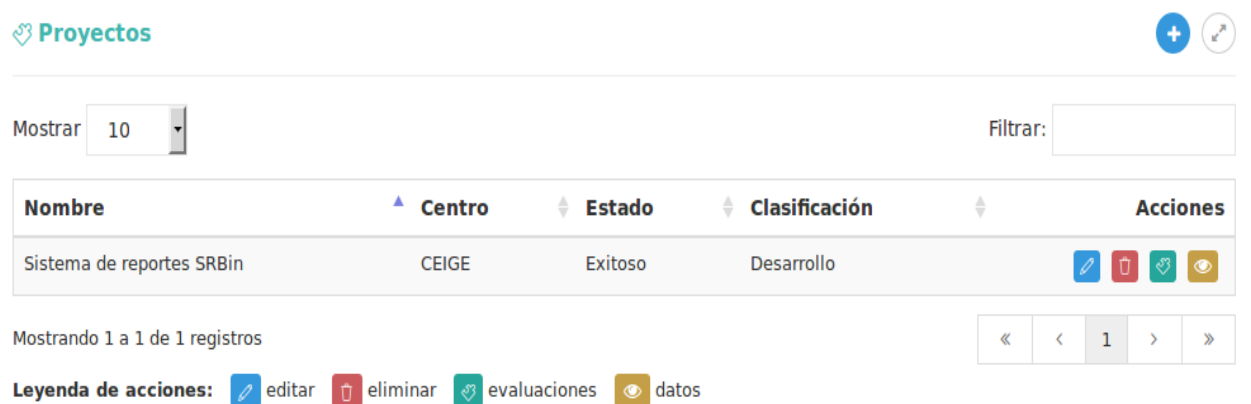 Proyectos
Mostrar 10 Filtrar:
Nombre Centro Estado Clasificación Acciones
Sistema de reportes SRBin CEIGE Exitoso Desarrollo
Mostrando 1 a 1 de 1 registros « < 1 > »
Leyenda de acciones: editar eliminar evaluaciones datos